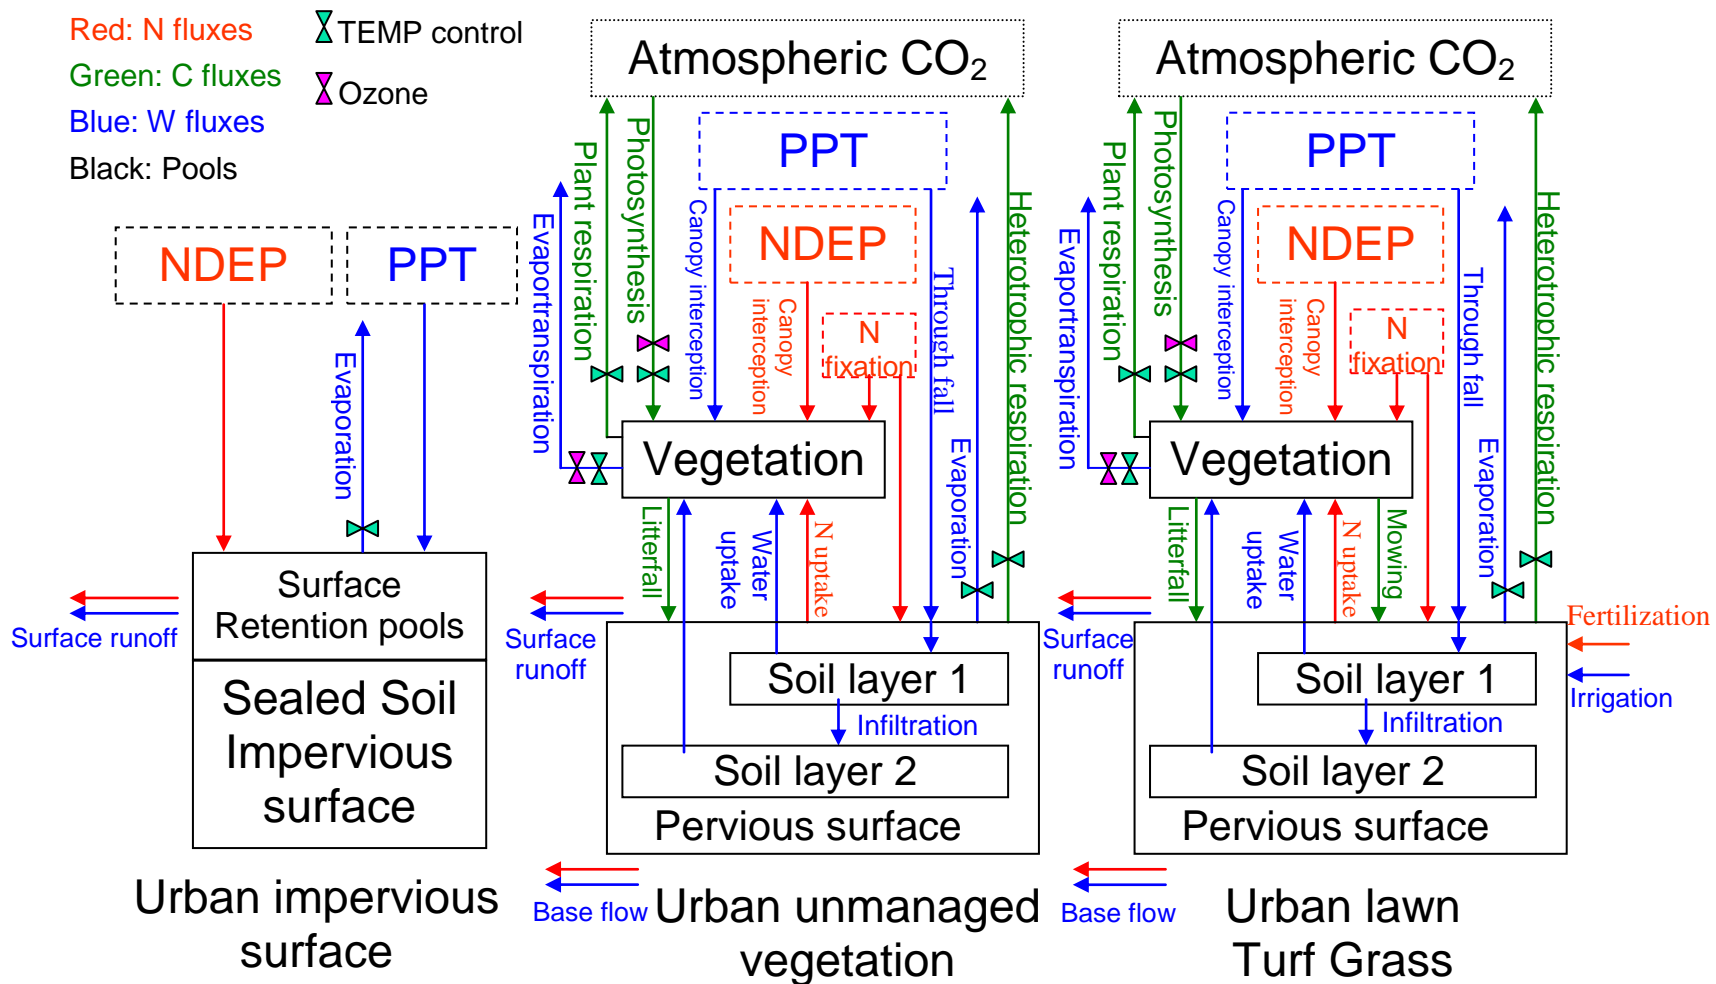 Red: N fluxes
Green: C fluxes
Blue: W fluxes
Black: Pools
TEMP control
Ozone
NDEP
PPT
Evaporation
Surface
Retention pools
Surface runoff
Sealed Soil
Impervious
surface
Urban impervious
surface
Atmospheric CO2
PPT
NDEP
N
fixation
Evaportranspiration
Plant respiration
Photosynthesis
Canopy interception
Canopy
interception
Through fall
Evaporation
Heterotrophic respiration
Vegetation
Litterfall
Water
uptake
N uptake
Surface
runoff
Soil layer 1
Infiltration
Soil layer 2
Pervious surface
Base flow
Urban unmanaged
vegetation
Atmospheric CO2
PPT
NDEP
N
fixation
Evaportranspiration
Plant respiration
Photosynthesis
Canopy interception
Canopy
interception
Through fall
Evaporation
Heterotrophic respiration
Vegetation
Litterfall
Water
uptake
N uptake
Mowing
Surface
runoff
Fertilization
Irrigation
Soil layer 1
Infiltration
Soil layer 2
Pervious surface
Base flow
Urban lawn
Turf Grass